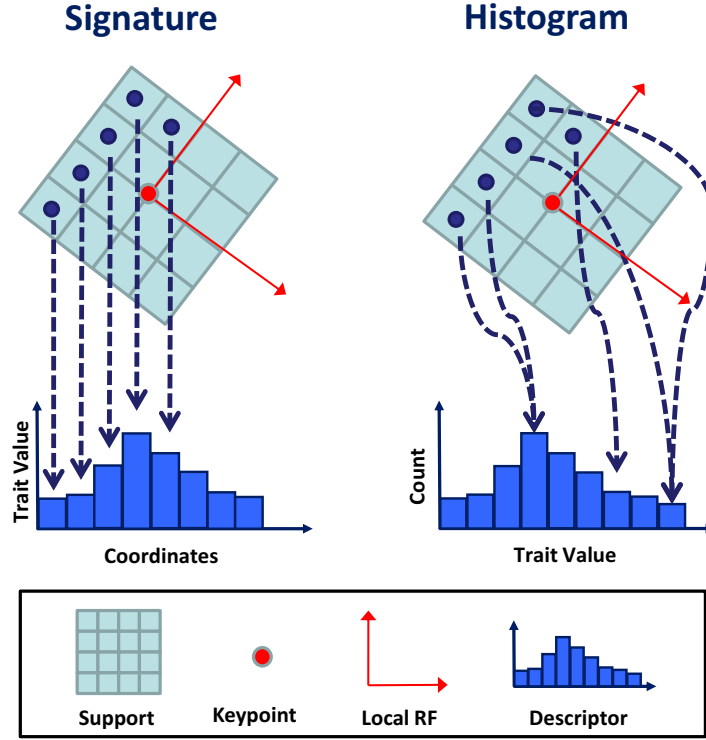 Signature
Histogram
Trait Value
Coordinates
Count
Trait Value
Support
Keypoint
Local RF
Descriptor